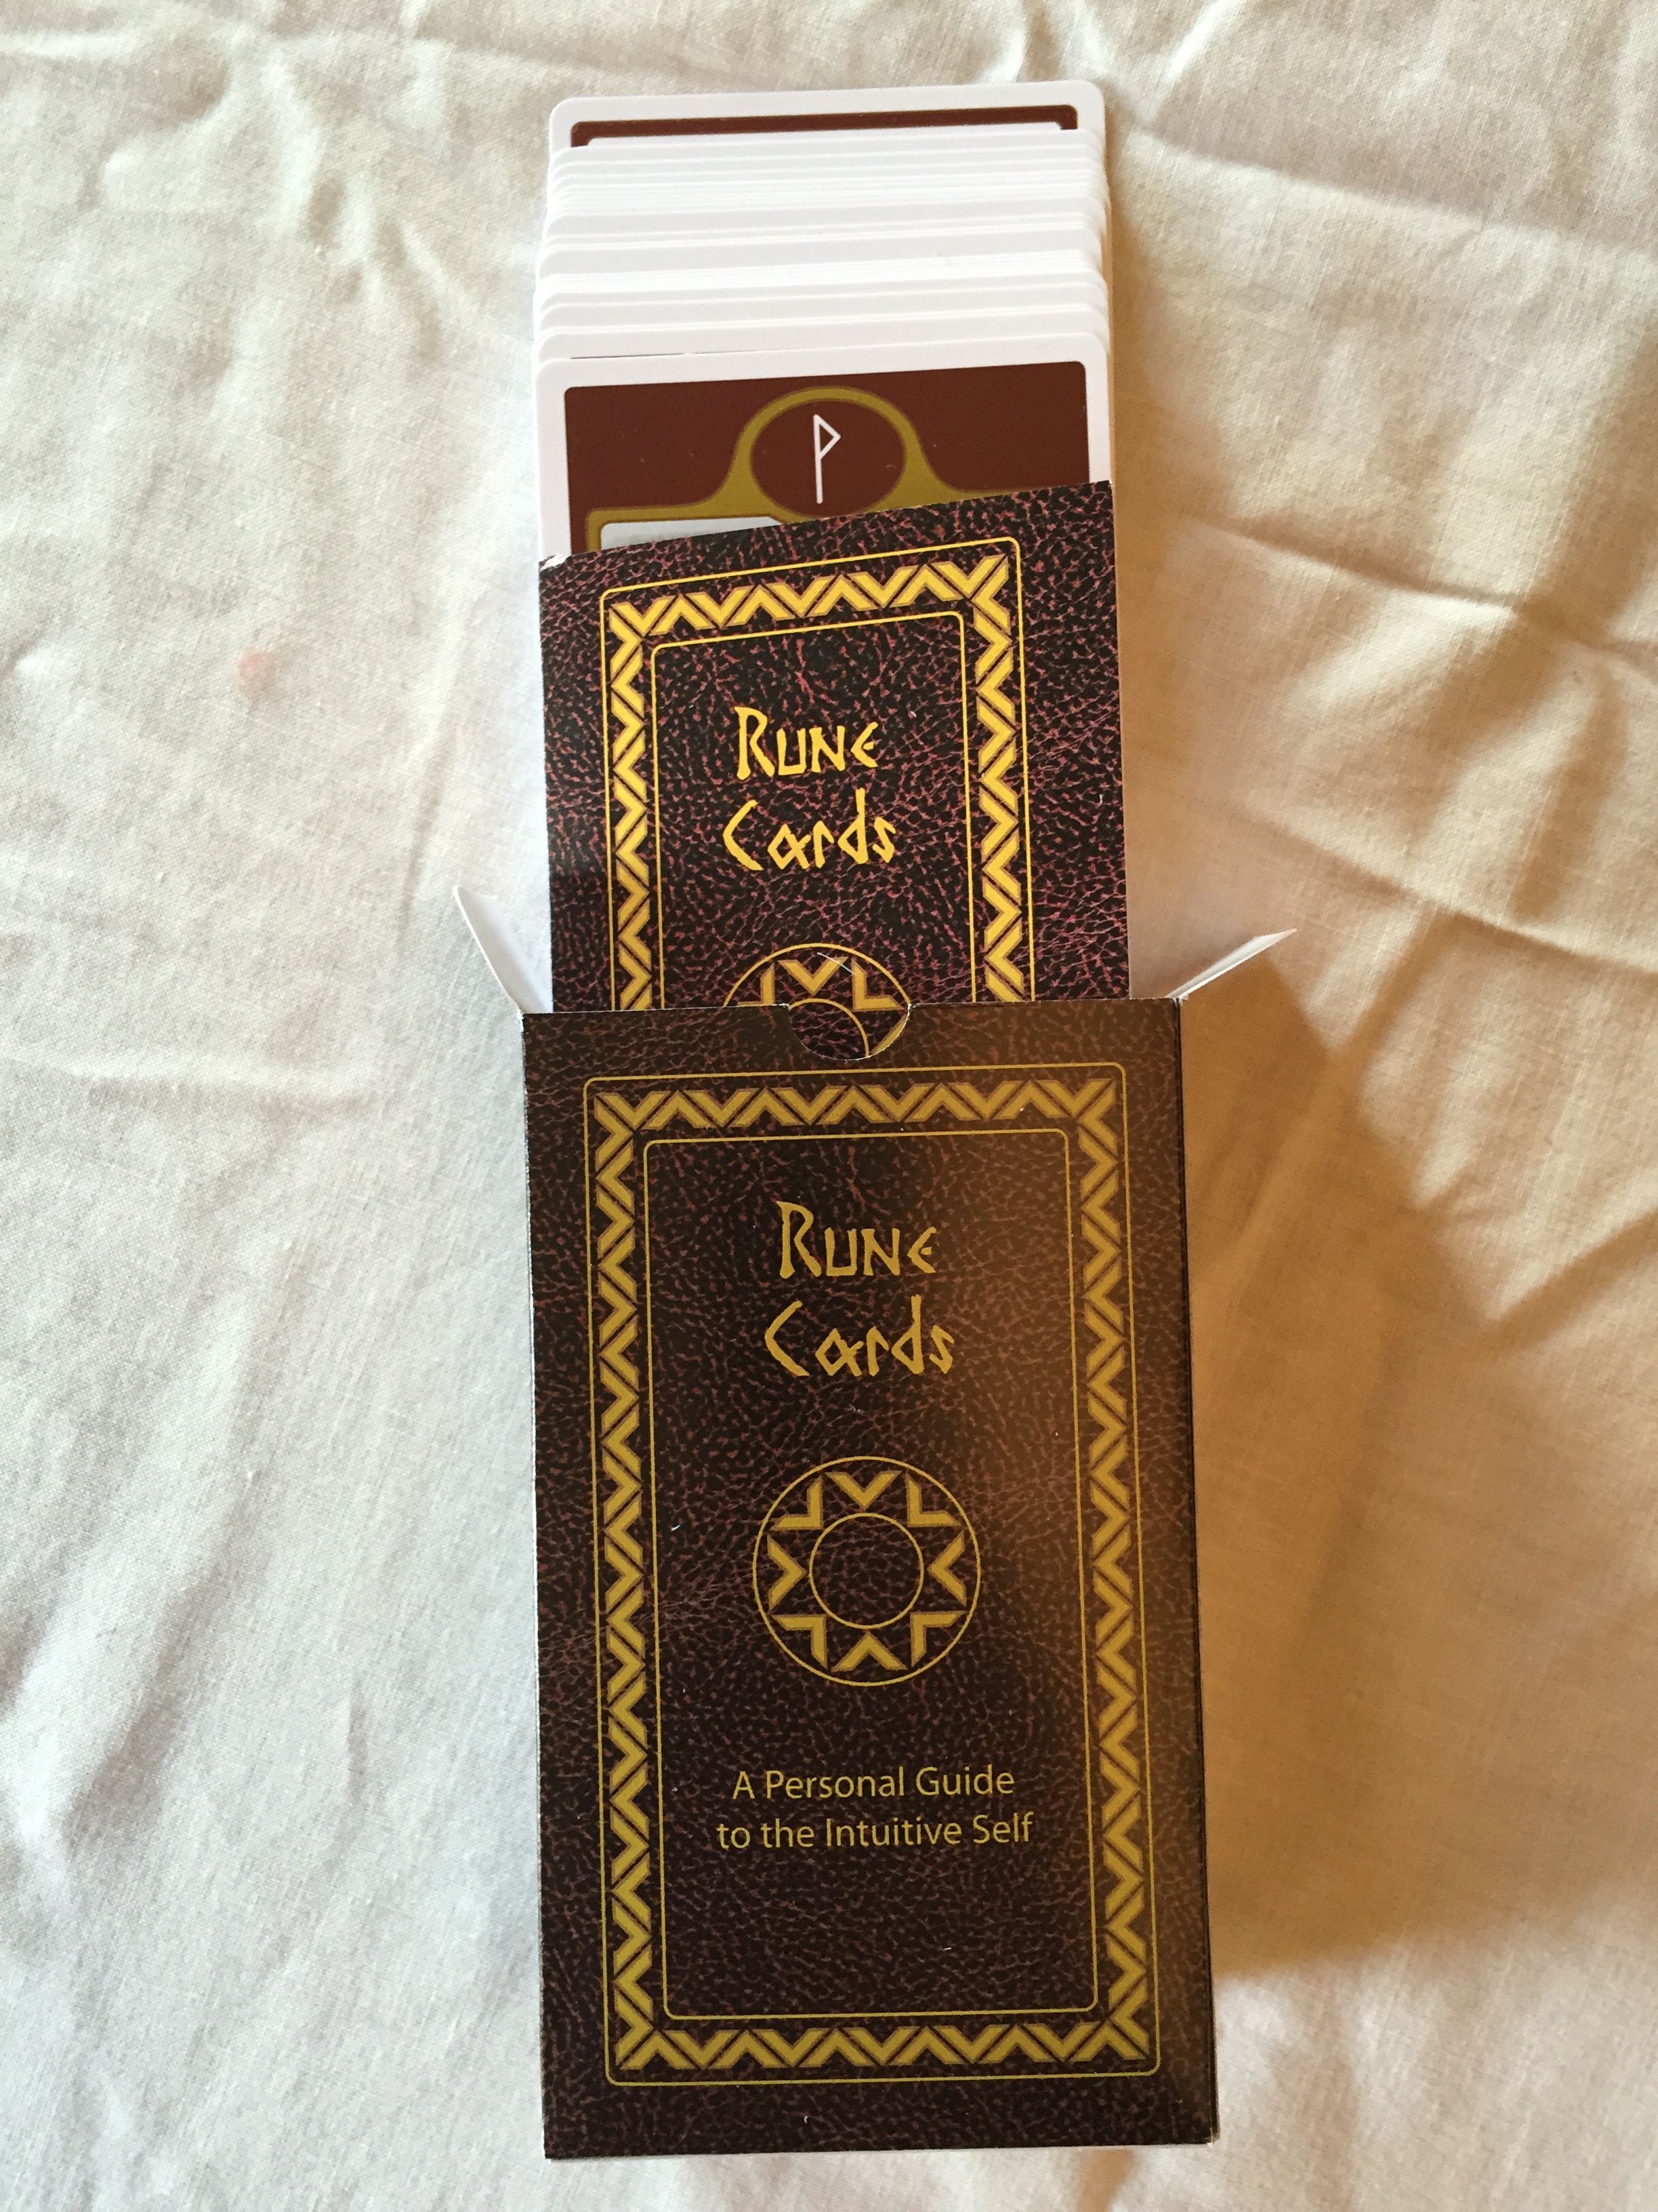 ᚹ
Rune
Cards
Rune
Cards
A Personal Guide
to the Intuitive Self